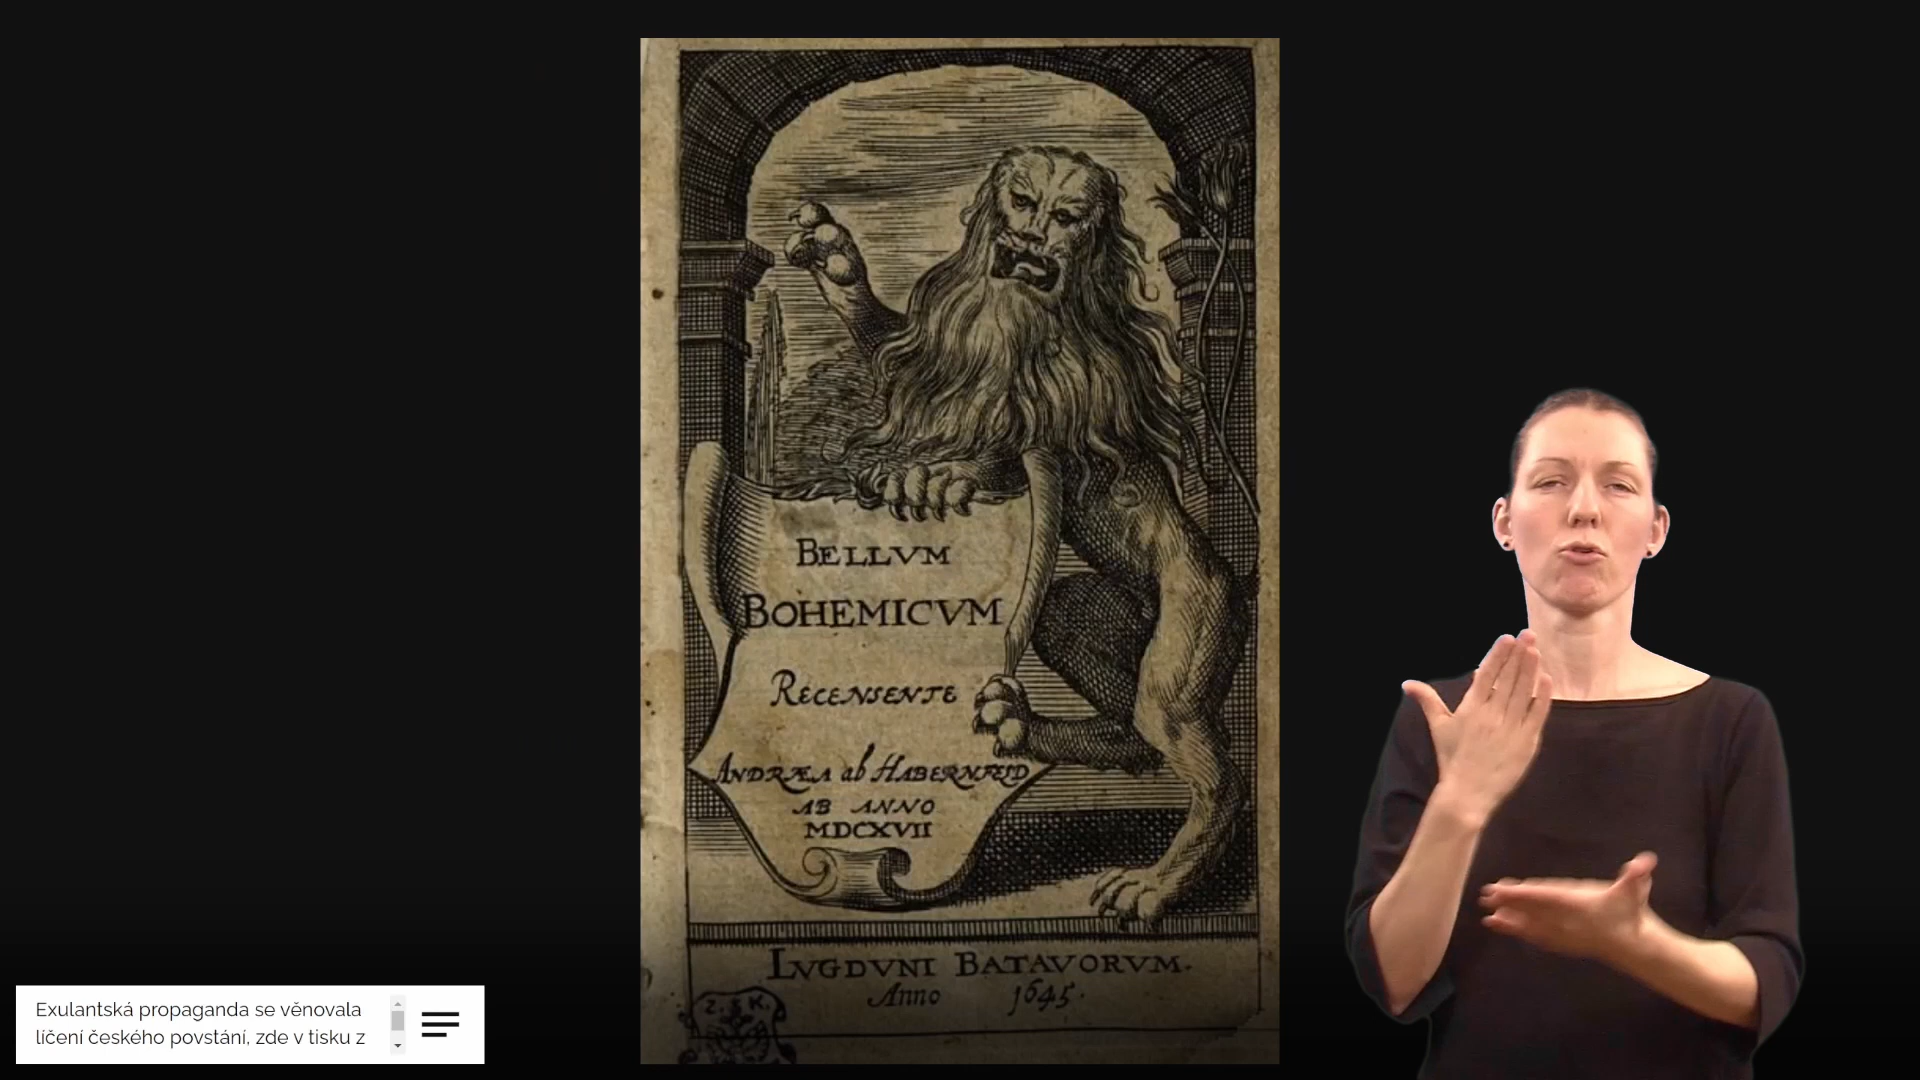 BELLVM
BOHEMICVM
RECENSENTE
ANDRÆA ab HABERNFELD
AB ANNO
MDCXVII
LVGDVNI BATAVORVM.
Anno 1645.
Z. S. K.
Exulantská propaganda se věnovala
líčení českého povstání, zde v tisku z